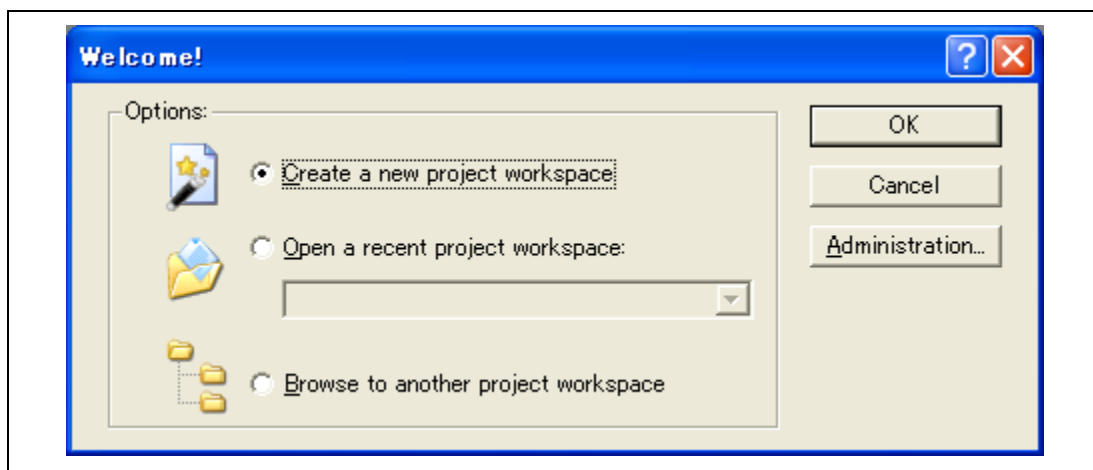 Welcome!
Options:
Create a new project workspace
Open a recent project workspace:
Browse to another project workspace
OK
Cancel
Administration...